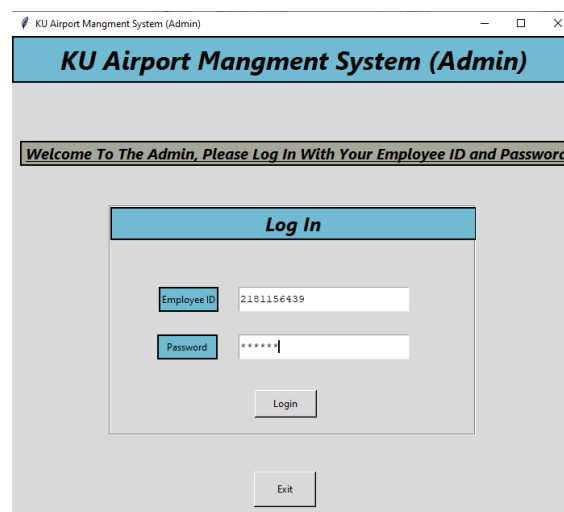 KU Airport Mangment System (Admin)
KU Airport Mangment System (Admin)
Welcome To The Admin, Please Log In With Your Employee ID and Password
Log In
Employee ID 2181156439
Password ******
Login
Exit